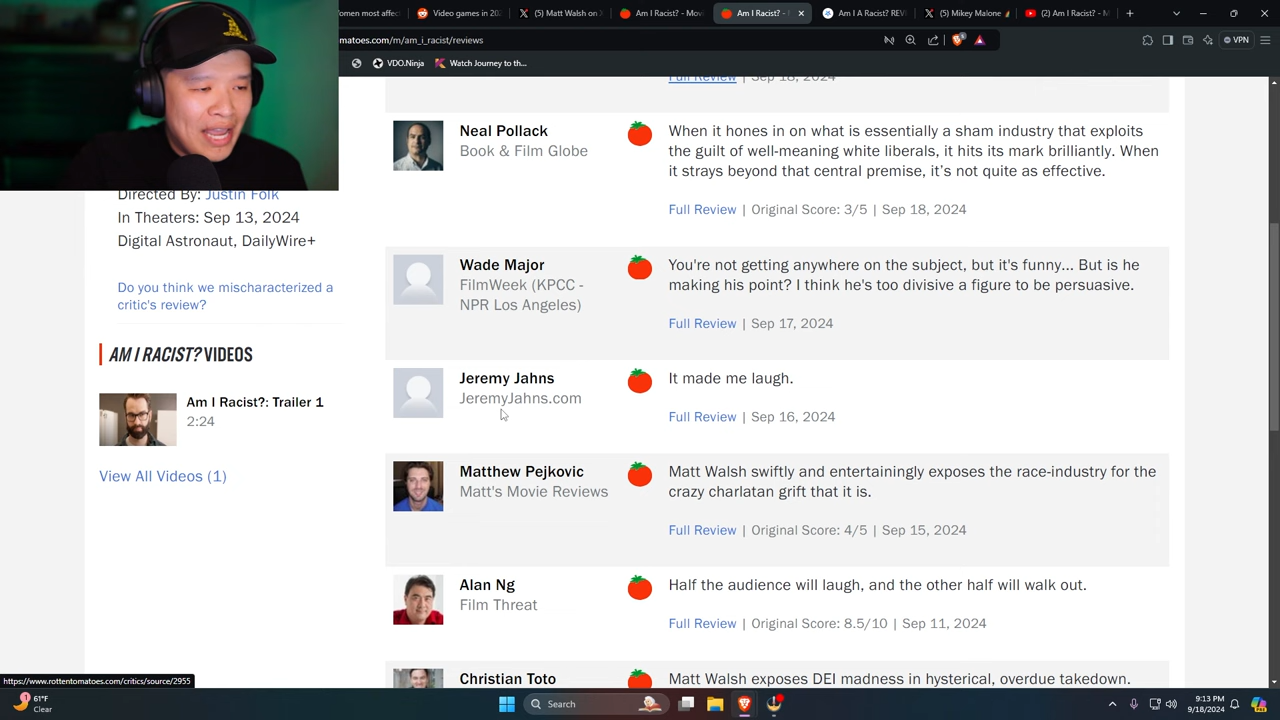 omen most affec
Video games in 202
(5) Matt Walsh on X
Am I Racist? - Mov
Am I Racist? -
Am I A Racist? REV
(5) Mikey Malone
(2) Am I Racist? - M
omatoes.com/m/am_i_racist/reviews
VPN
VDO.Ninja
Watch Journey to th...
Full Review | Sep 18, 2024
Neal Pollack
Book & Film Globe
When it hones in on what is essentially a sham industry that exploits
the guilt of well-meaning white liberals, it hits its mark brilliantly. When
it strays beyond that central premise, it's not quite as effective.
Full Review | Original Score: 3/5 | Sep 18, 2024
Directed By: Justin Folk
In Theaters: Sep 13, 2024
Digital Astronaut, DailyWire+
Do you think we mischaracterized a
critic's review?
Wade Major
FilmWeek (KPCC -
NPR Los Angeles)
You're not getting anywhere on the subject, but it's funny... But is he
making his point? I think he's too divisive a figure to be persuasive.
Full Review | Sep 17, 2024
AM I RACIST? VIDEOS
Am I Racist?: Trailer 1
2:24
View All Videos (1)
Jeremy Jahns
JeremyJahns.com
It made me laugh.
Full Review | Sep 16, 2024
Matthew Pejkovic
Matt's Movie Reviews
Matt Walsh swiftly and entertainingly exposes the race-industry for the
crazy charlatan grift that it is.
Full Review | Original Score: 4/5 | Sep 15, 2024
Alan Ng
Film Threat
Half the audience will laugh, and the other half will walk out.
Full Review | Original Score: 8.5/10 | Sep 11, 2024
Christian Toto
Matt Walsh exposes DEI madness in hysterical, overdue takedown.
https://www.rottentomatoes.com/critics/source/2955
61°F
Clear
Search
9:13 PM
9/18/2024